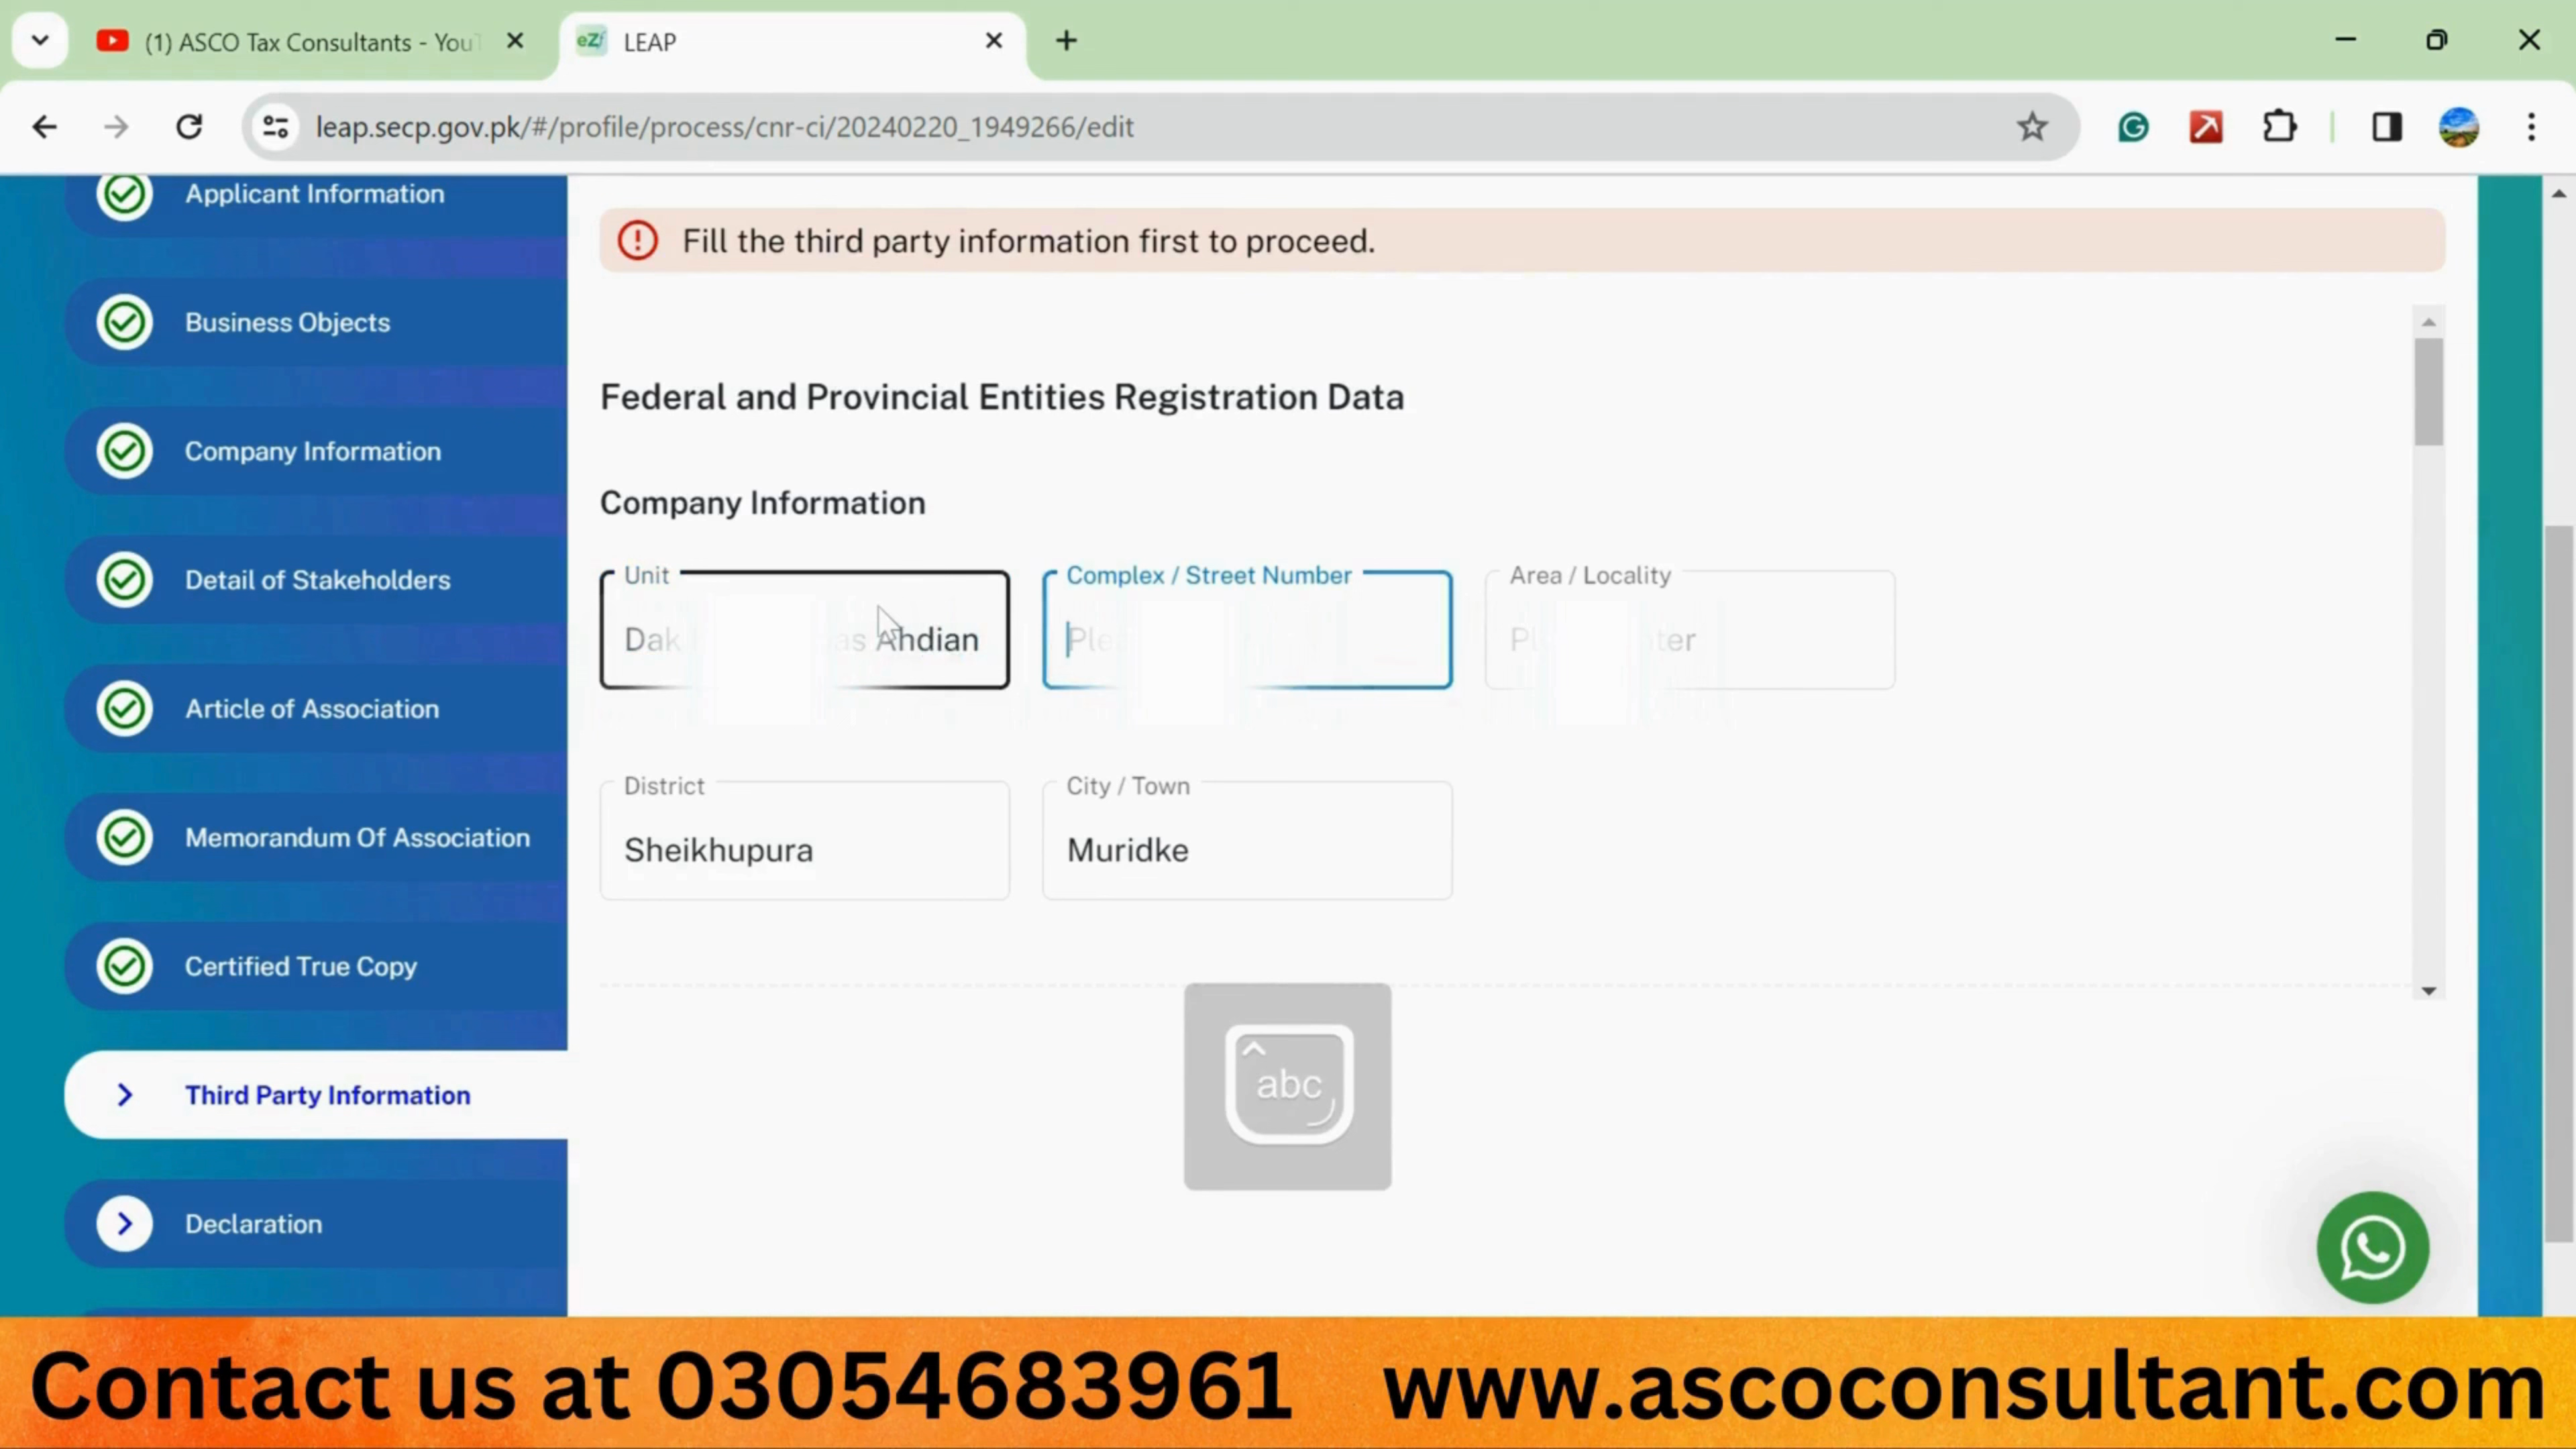 (1) ASCO Tax Consultants - You
LEAP
leap.secp.gov.pk/#/profile/process/cnr-ci/20240220_1949266/edit
Applicant Information
Business Objects
Company Information
Detail of Stakeholders
Article of Association
Memorandum Of Association
Certified True Copy
Third Party Information
Declaration
Fill the third party information first to proceed.
Federal and Provincial Entities Registration Data
Company Information
Unit
Ahdian
Complex / Street Number
Area / Locality
District
Sheikhupura
City / Town
Muridke
abc
Contact us at 03054683961 www.ascoconsultant.com